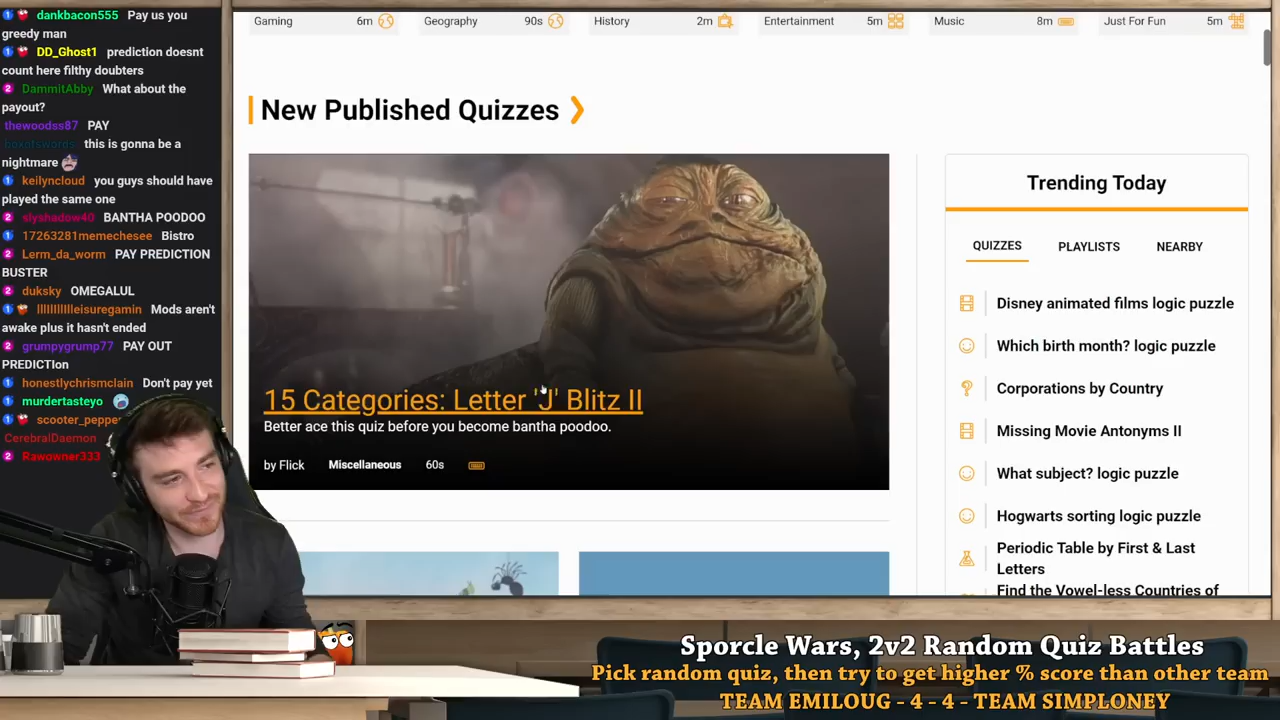 dankbacon555 Pay us you
greedy man
DD_Ghost1 prediction doesnt
count here filthy doubters
DammitAbby What about the
payout?
thewoodss87 PAY
this is gonna be a
nightmare
keilyncloud you guys should have
played the same one
slyshadow40 BANTHA POODOO
17263281memechesee Bistro
Lerm_da_worm PAY PREDICTION
BUSTER
duksky OMEGALUL
Mods aren't
awake plus it hasn't ended
grumpygrump77 PAY OUT
PREDICTIon
honestlychrismclain Don't pay yet
murdertasteyo
scooter_pepper
CerebralDaemon
Rawowner333
Gaming 6m
Geography 90s
History 2m
Entertainment 5m
Music 8m
Just For Fun 5m
New Published Quizzes
15 Categories: Letter 'J' Blitz II
Better ace this quiz before you become bantha poodoo.
by Flick Miscellaneous 60s
Trending Today
QUIZZES PLAYLISTS NEARBY
Disney animated films logic puzzle
Which birth month? logic puzzle
Corporations by Country
Missing Movie Antonyms II
What subject? logic puzzle
Hogwarts sorting logic puzzle
Periodic Table by First & Last
Letters
Find the Vowel-less Countries of
Sporcle Wars, 2v2 Random Quiz Battles
Pick random quiz, then try to get higher % score than other team
TEAM EMILOUG - 4 - 4 - TEAM SIMPLONEY